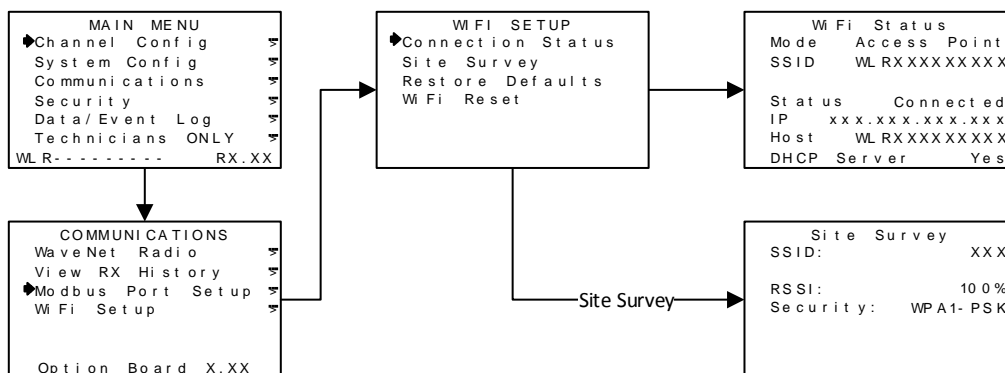 MAIN MENU
Channel Config
System Config
Communications
Security
Data/Event Log
Technicians ONLY
WLR--------- RX.XX
WIFI SETUP
Connection Status
Site Survey
Restore Defaults
WiFi Reset
WiFi Status
Mode Access Point
SSID WLRXXXXXXXXX
Status Connected
IP xxx.xxx.xxx.xxx
Host WLRXXXXXXXXX
DHCP Server Yes
COMMUNICATIONS
WaveNet Radio
View RX History
Modbus Port Setup
WiFi Setup
Option Board X.XX
Site Survey
Site Survey
SSID: XXX
RSSI: 100%
Security: WPA1-PSK